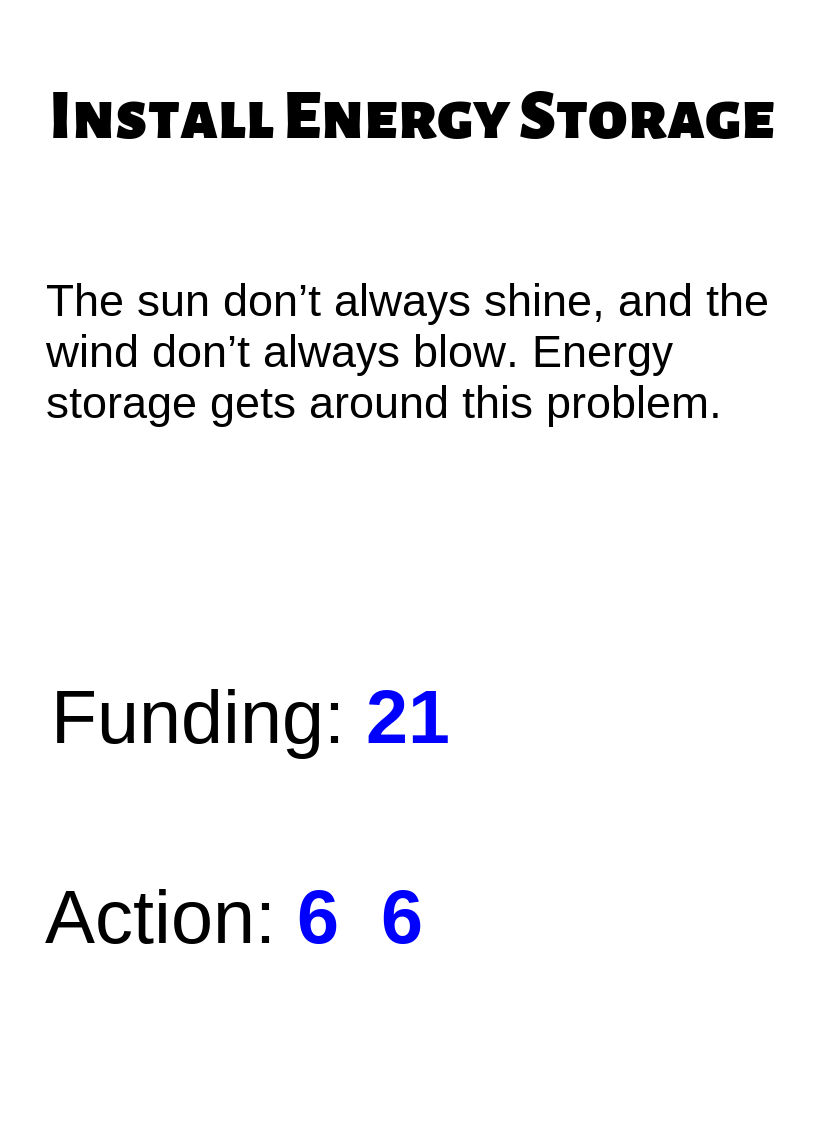 Install Energy Storage
The sun don’t always shine, and the
wind don’t always blow. Energy
storage gets around this problem.
Funding: 21
Action: 6 6